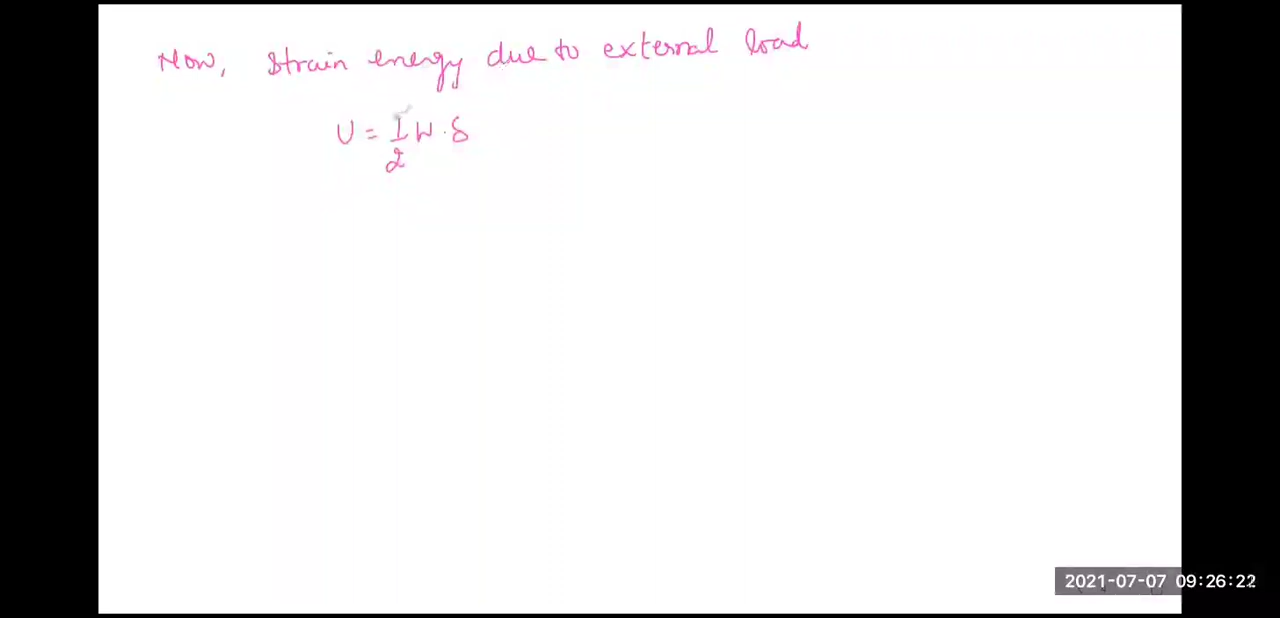 Now, Strain energy due to external load
U = 1/2 W . δ
2021-07-07 09:26:22